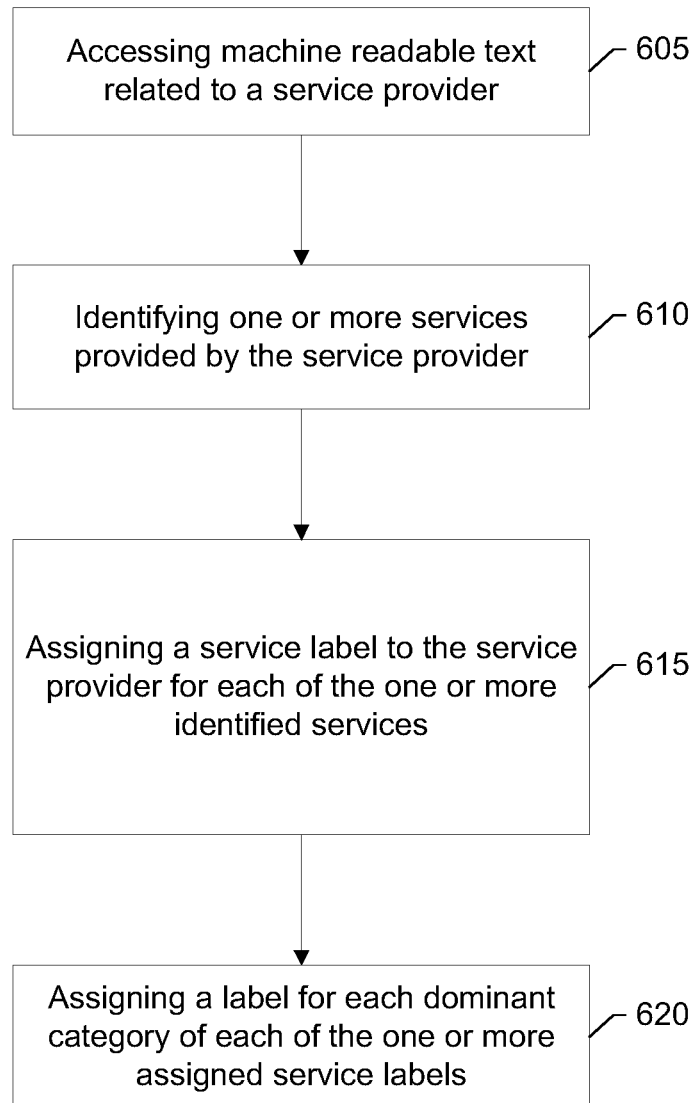 Accessing machine readable text
related to a service provider
605
Identifying one or more services
provided by the service provider
610
Assigning a service label to the service
provider for each of the one or more
identified services
615
Assigning a label for each dominant
category of each of the one or more
assigned service labels
620